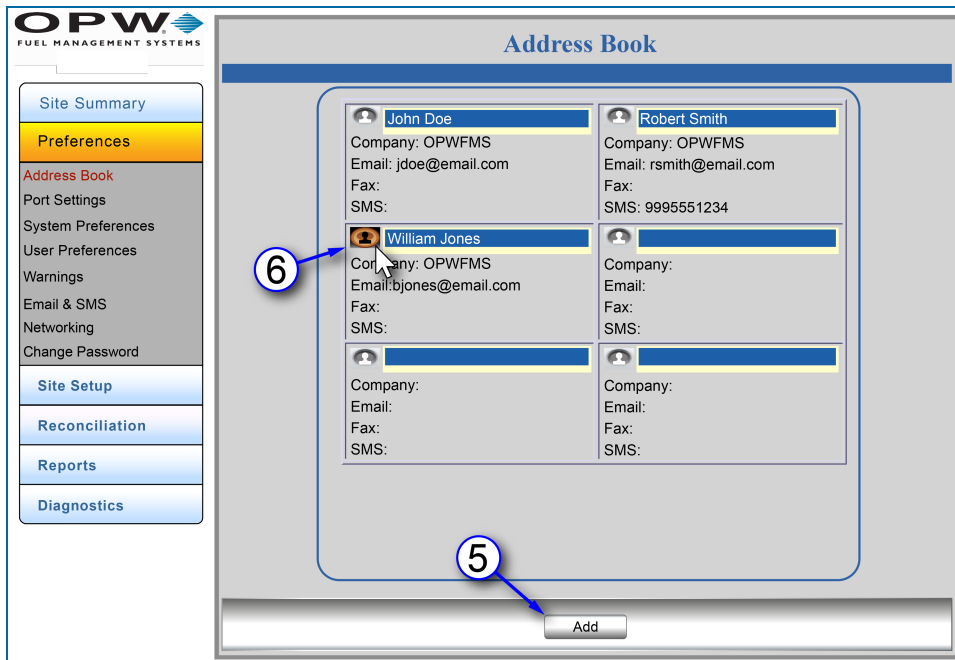 OPW
FUEL MANAGEMENT SYSTEMS
Site Summary
Preferences
Address Book
Port Settings
System Preferences
User Preferences
Warnings
Email & SMS
Networking
Change Password
Site Setup
Reconciliation
Reports
Diagnostics
Address Book
John Doe
Company: OPWFMS
Email: jdoe@email.com
Fax:
SMS:
Robert Smith
Company: OPWFMS
Email: rsmith@email.com
Fax:
SMS: 9995551234
6
William Jones
Company: OPWFMS
Email:bjones@email.com
Fax:
SMS:
Company:
Email:
Fax:
SMS:
Company:
Email:
Fax:
SMS:
Company:
Email:
Fax:
SMS:
5
Add